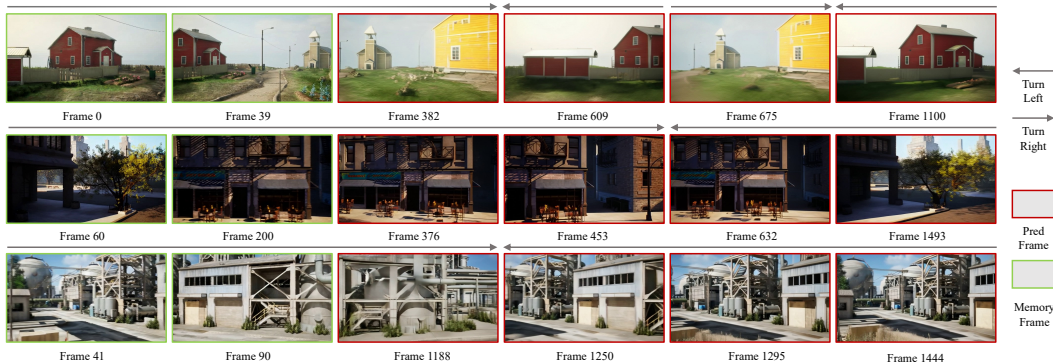 Frame 0 Frame 39 Frame 382 Frame 609 Frame 675 Frame 1100
Turn
Left
Turn
Right
Frame 60 Frame 200 Frame 376 Frame 453 Frame 632 Frame 1493
Pred
Frame
Memory
Frame
Frame 41 Frame 90 Frame 1188 Frame 1250 Frame 1295 Frame 1444